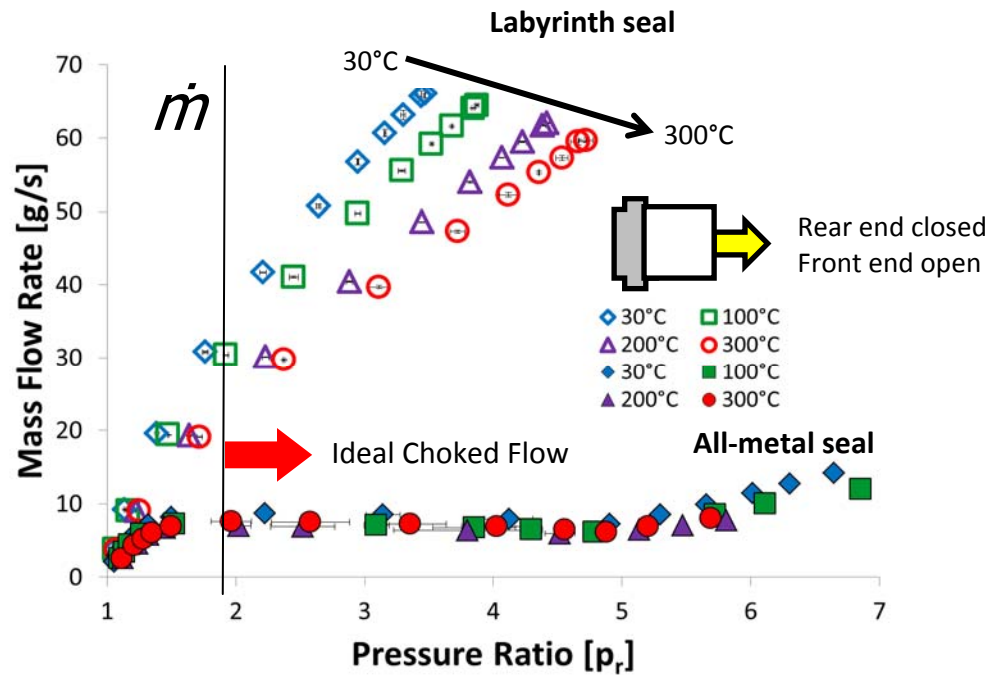 Labyrinth seal
30°C
300°C
ṁ
Mass Flow Rate [g/s]
70
60
50
40
30
20
10
0
Rear end closed
Front end open
30°C 100°C
200°C 300°C
30°C 100°C
200°C 300°C
Ideal Choked Flow
All-metal seal
1 2 3 4 5 6 7
Pressure Ratio [pᵣ]